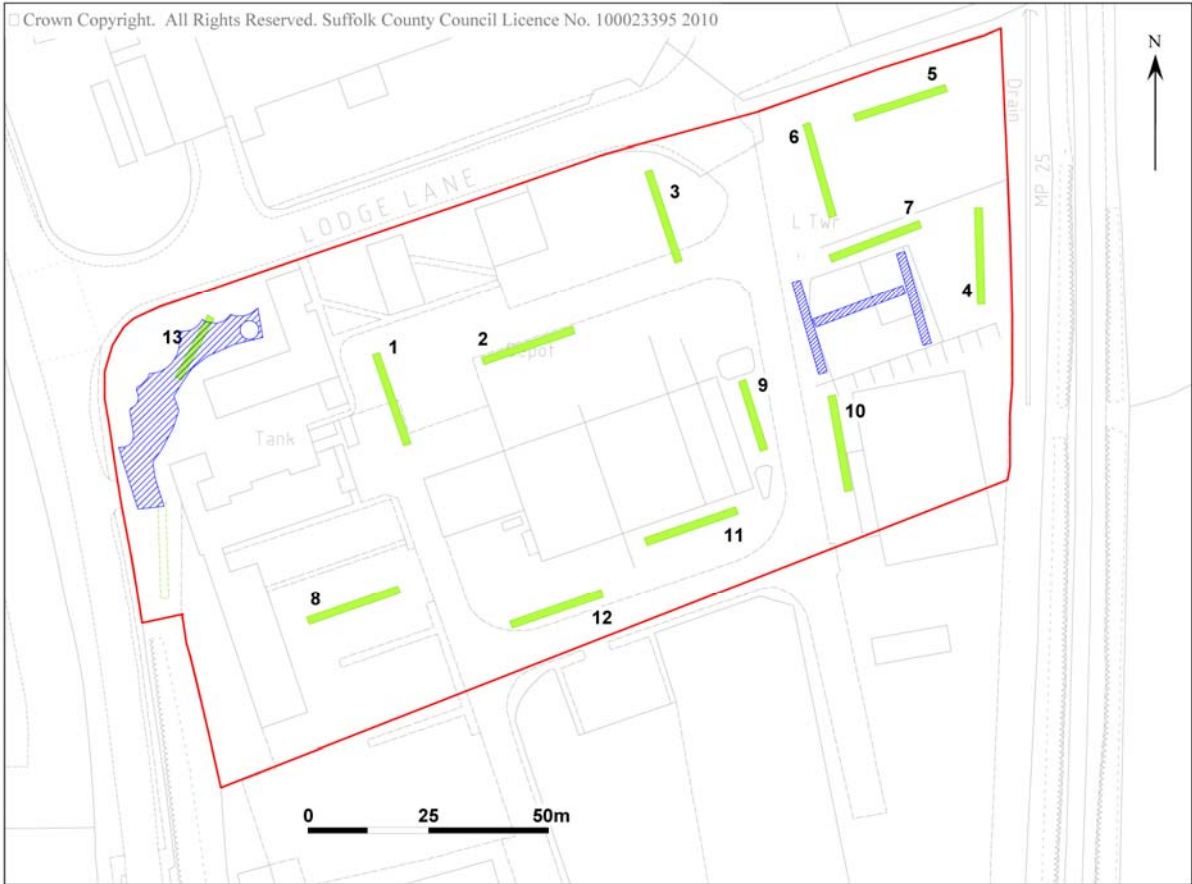 □ Crown Copyright. All Rights Reserved. Suffolk County Council Licence No. 100023395 2010
N
5
Drain
6
MP 25
3
LODGE LANE
7
L Twr
4
13
1
2
Depot
9
10
Tank
11
8
12
0 25 50m